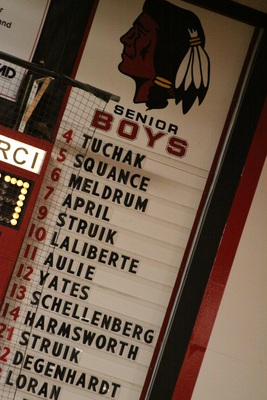 SENIOR
BOYS
4 TUCHAK
5 SQUANCE
6 MELDRUM
7 APRIL
9 STRUIK
10 LALIBERTE
11 AULIE
12 YATES
13 SCHELLENBERG
14 HARMSWORTH
21 STRUIK
DEGENHARDT
LORAN
RCI